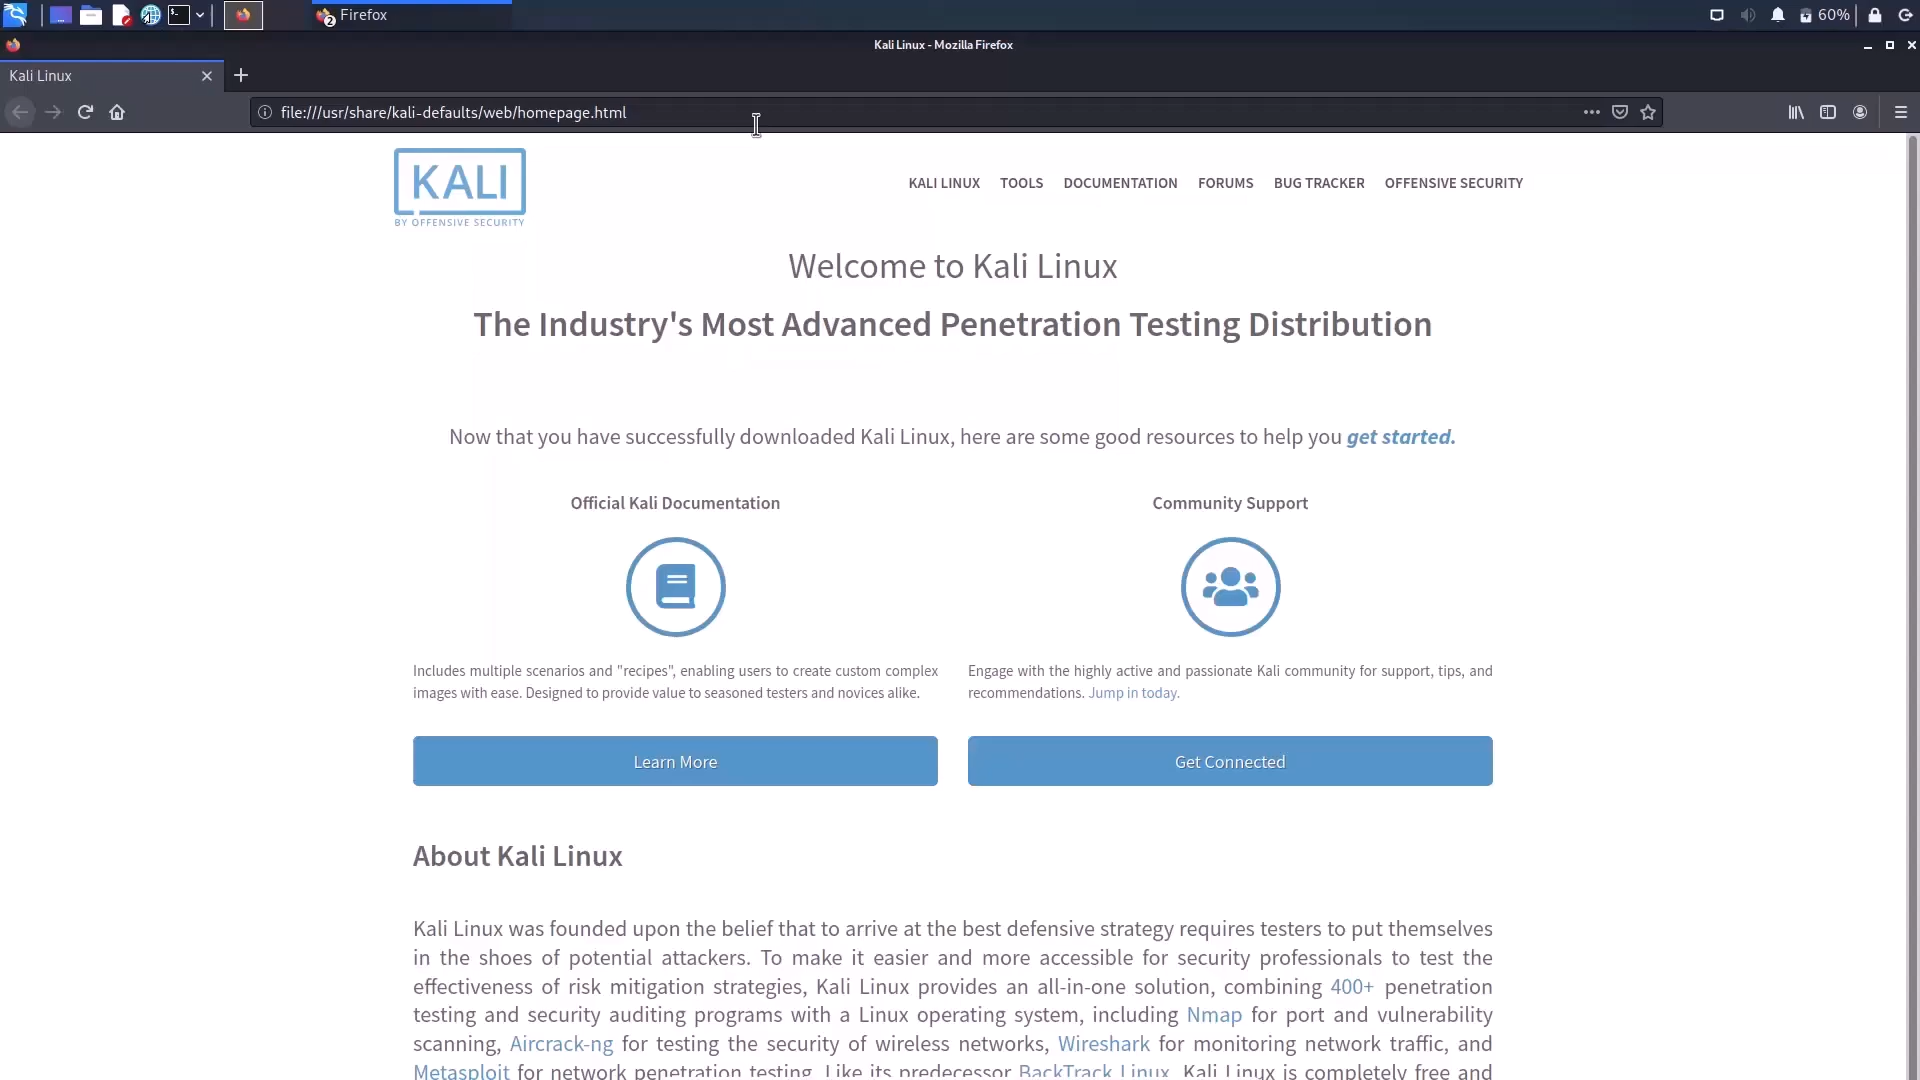 2 Firefox 60%
Kali Linux - Mozilla Firefox
Kali Linux
file:///usr/share/kali-defaults/web/homepage.html
KALI
BY OFFENSIVE SECURITY
KALI LINUX TOOLS DOCUMENTATION FORUMS BUG TRACKER OFFENSIVE SECURITY
Welcome to Kali Linux
The Industry's Most Advanced Penetration Testing Distribution
Now that you have successfully downloaded Kali Linux, here are some good resources to help you get started.
Official Kali Documentation
Includes multiple scenarios and "recipes", enabling users to create custom complex
images with ease. Designed to provide value to seasoned testers and novices alike.
Learn More
Community Support
Engage with the highly active and passionate Kali community for support, tips, and
recommendations. Jump in today.
Get Connected
About Kali Linux
Kali Linux was founded upon the belief that to arrive at the best defensive strategy requires testers to put themselves
in the shoes of potential attackers. To make it easier and more accessible for security professionals to test the
effectiveness of risk mitigation strategies, Kali Linux provides an all-in-one solution, combining 400+ penetration
testing and security auditing programs with a Linux operating system, including Nmap for port and vulnerability
scanning, Aircrack-ng for testing the security of wireless networks, Wireshark for monitoring network traffic, and
Metasploit for network penetration testing. Like its predecessor BackTrack Linux, Kali Linux is completely free and